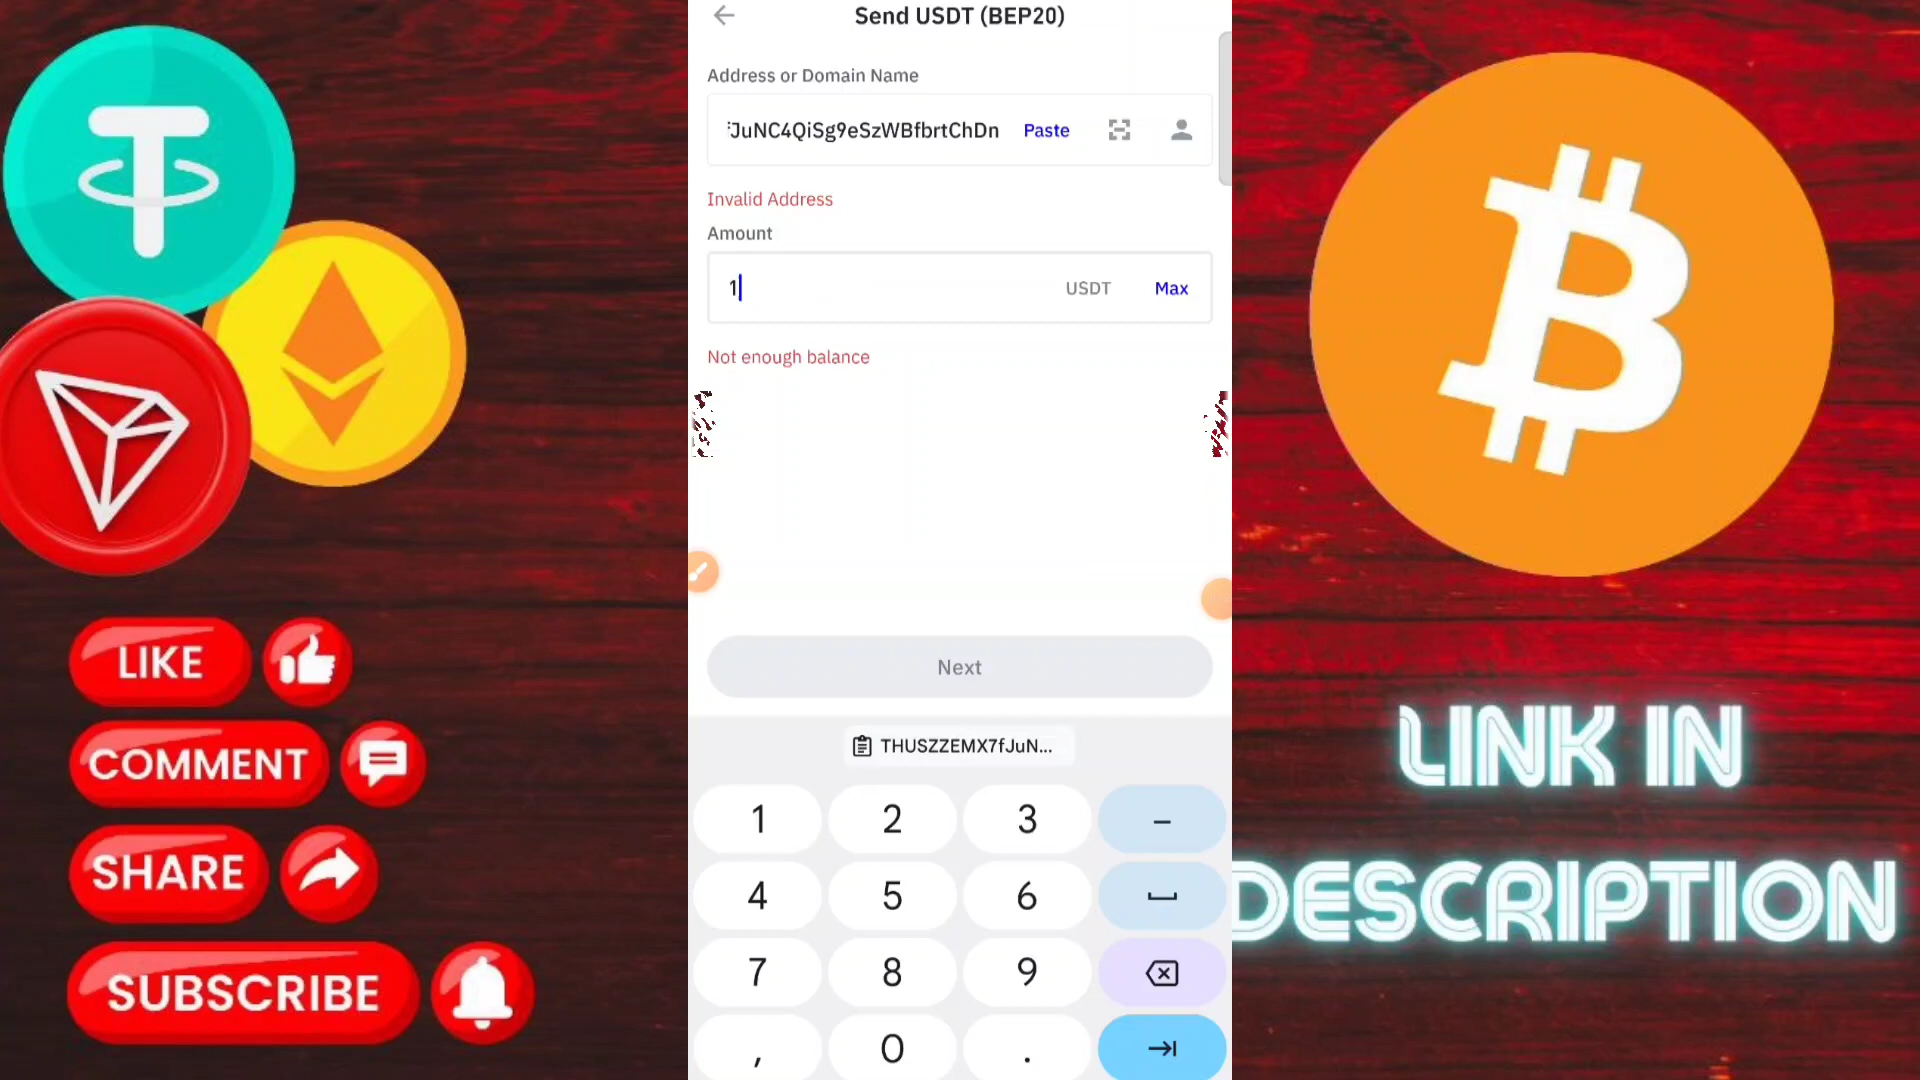 Send USDT (BEP20)
Address or Domain Name
JuNC4QiSg9eSzWBfbrtChDn Paste
Invalid Address
Amount
1 USDT Max
Not enough balance
Next
THUSZZEMX7fJuN...
1 2 3 –
4 5 6
7 8 9
, 0 .
LIKE
COMMENT
SHARE
SUBSCRIBE
LINK IN
DESCRIPTION